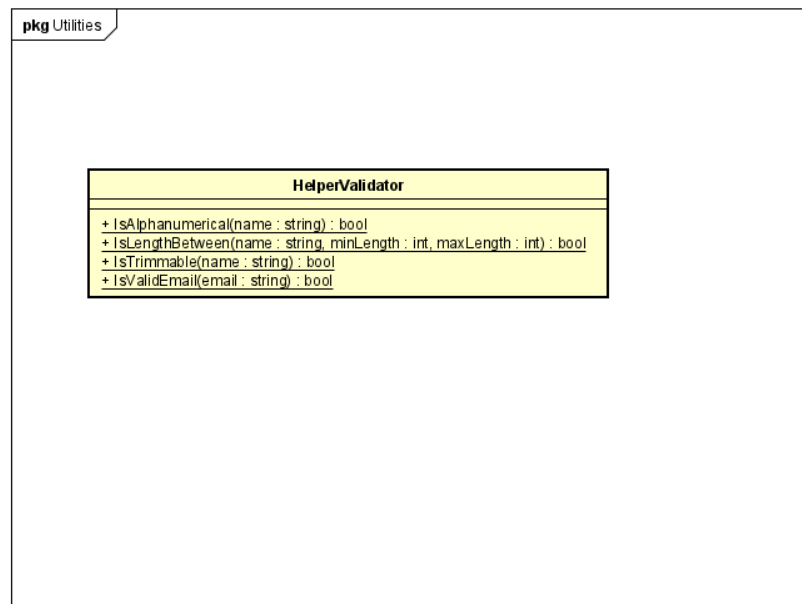 pkg Utilities
HelperValidator
+ IsAlphanumerical(name : string) : bool
+ IsLengthBetween(name : string, minLength : int, maxLength : int) : bool
+ IsTrimmable(name : string) : bool
+ IsValidEmail(email : string) : bool